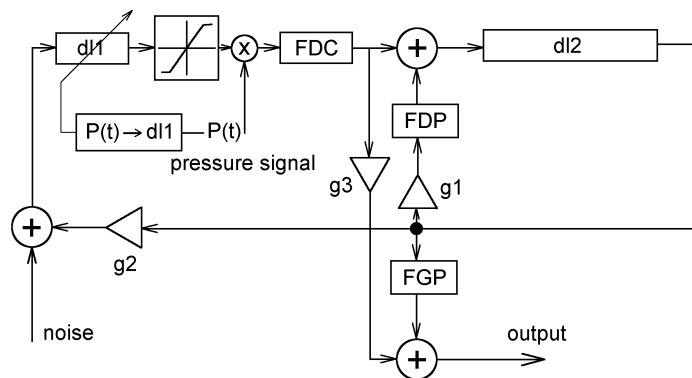 dl1
x
FDC
+
dl2
P(t) → dl1
P(t)
FDP
pressure signal
g3
g1
+
g2
FGP
noise
output
+